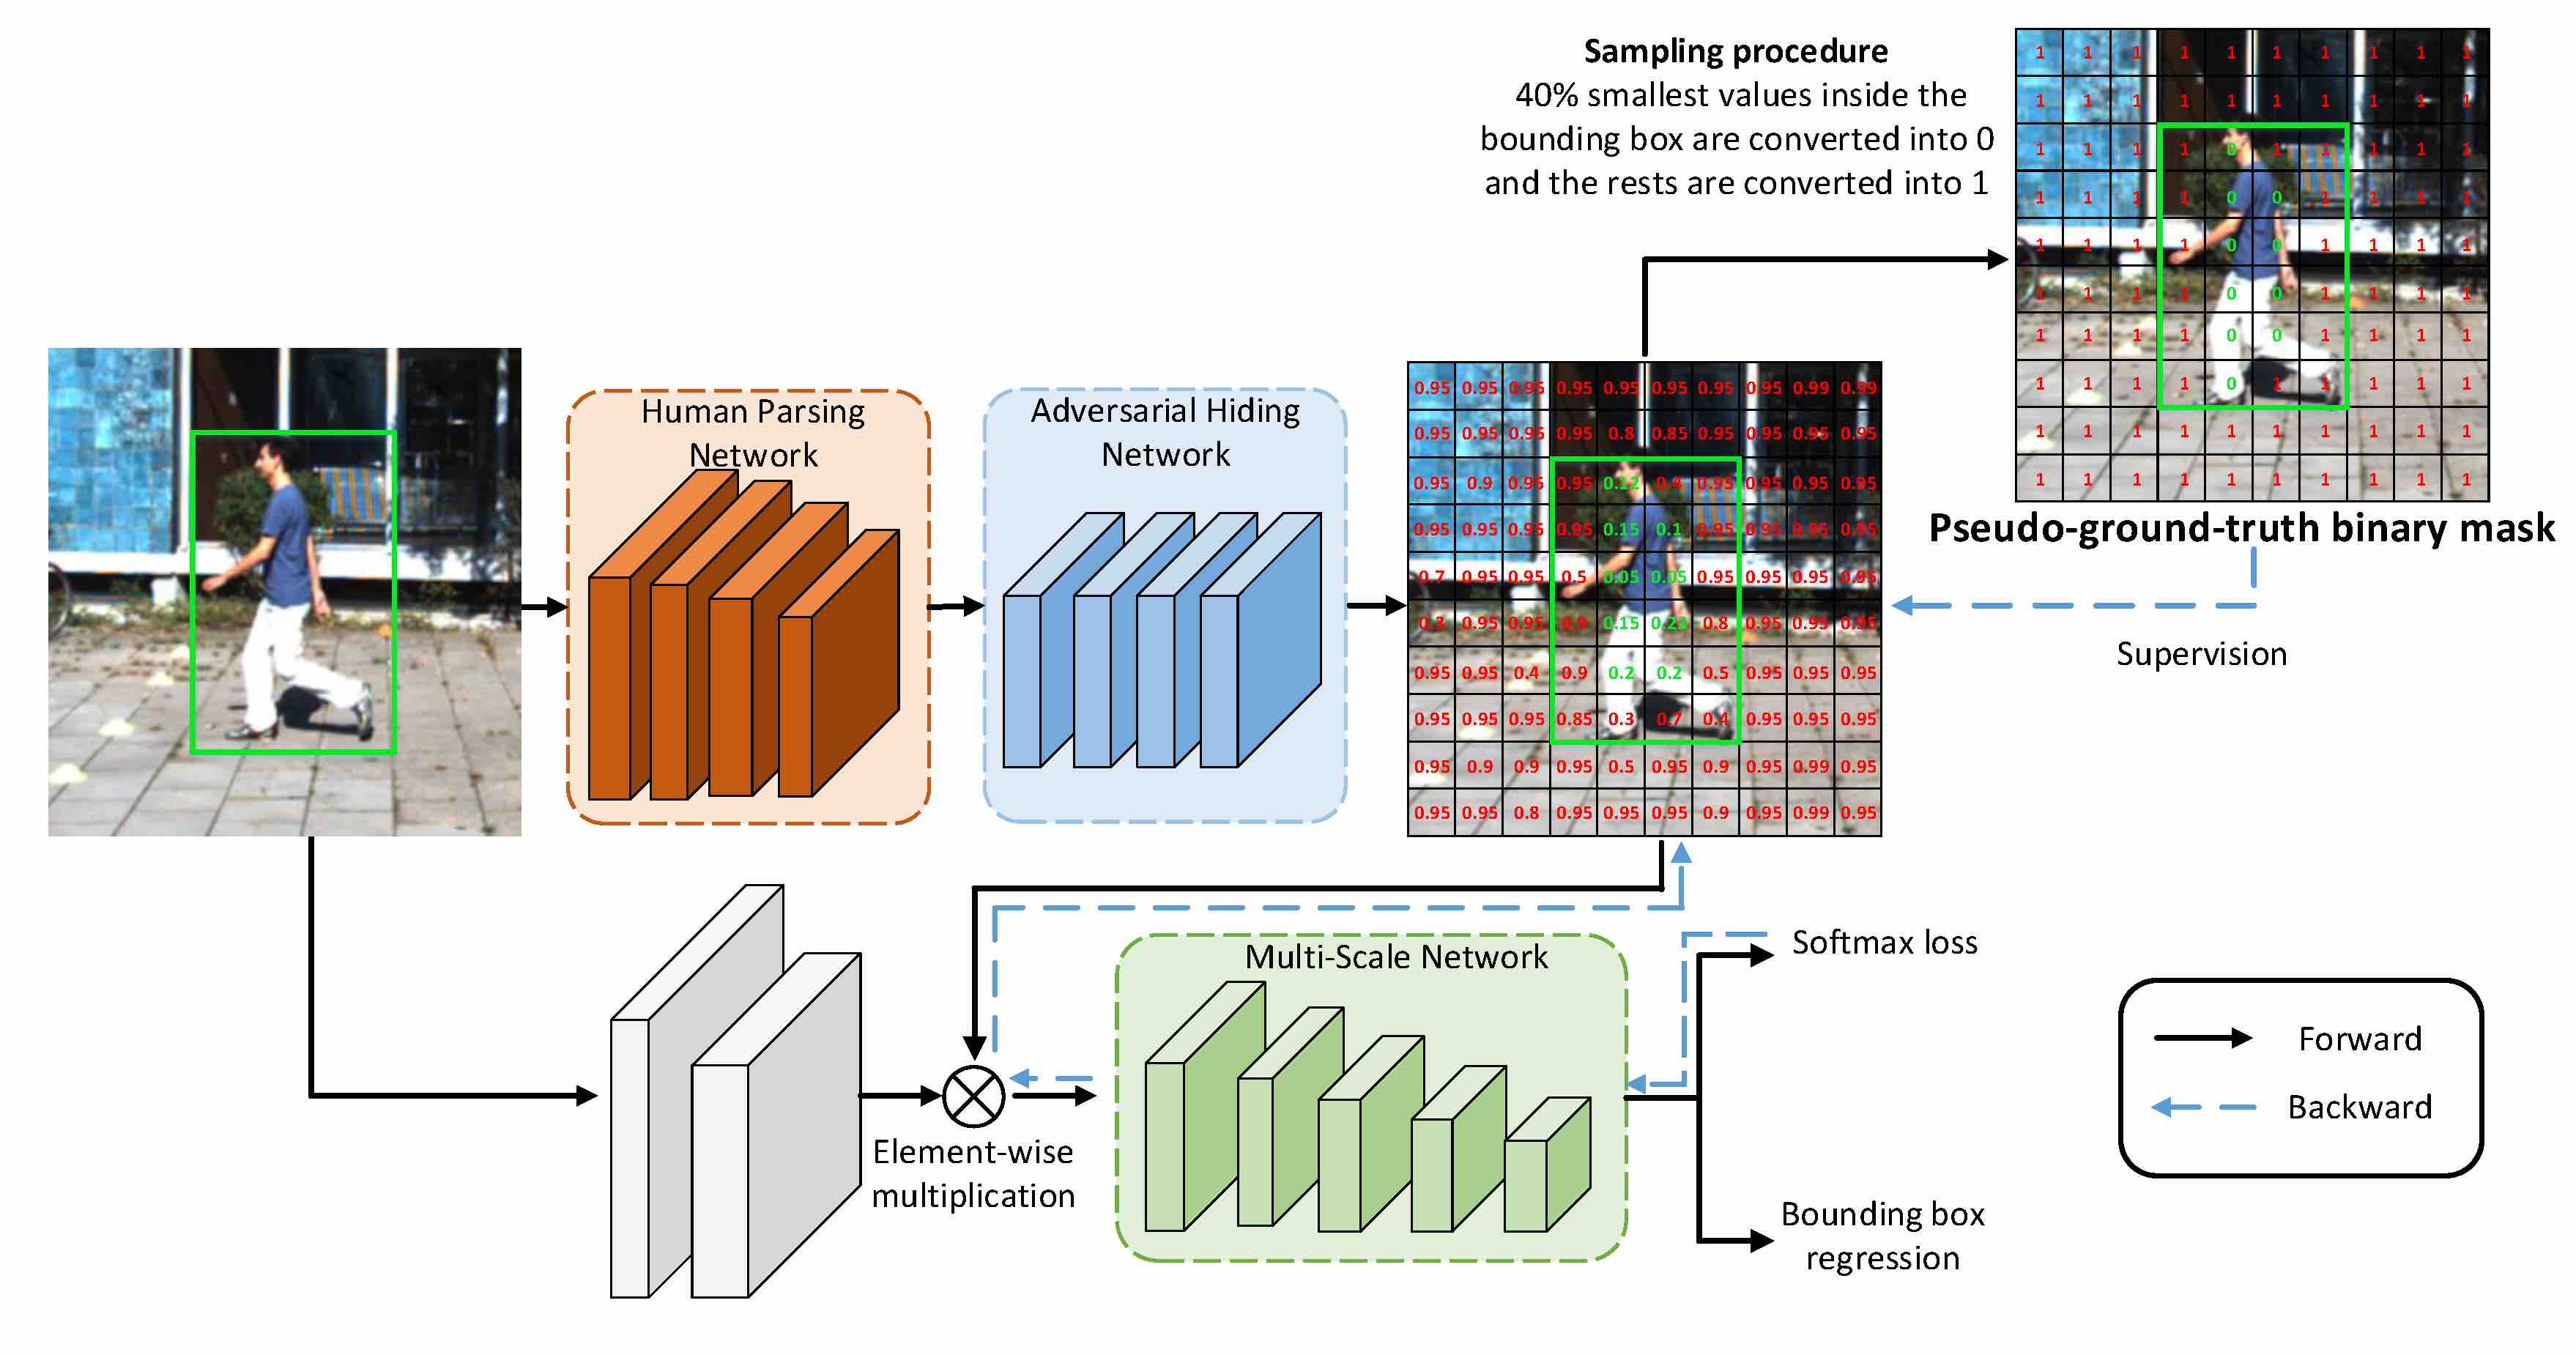 Sampling procedure
40% smallest values inside the
bounding box are converted into 0
and the rests are converted into 1
1 1 1 1 1 1 1 1 1 1
1 1 1 1 1 1 1 1 1 1
1 1 1 1 0 1 1 1 1 1
1 1 1 1 0 0 1 1 1 1
1 1 1 1 0 0 1 1 1 1
1 1 1 1 0 0 1 1 1 1
1 1 1 1 0 0 1 1 1 1
1 1 1 1 0 1 1 1 1 1
1 1 1 1 1 1 1 1 1 1
1 1 1 1 1 1 1 1 1 1
Pseudo-ground-truth binary mask
Supervision
Human Parsing
Network
Adversarial Hiding
Network
0.95 0.95 0.95 0.95 0.95 0.95 0.95 0.95 0.99 0.99
0.95 0.95 0.95 0.95 0.8 0.85 0.95 0.95 0.95 0.95
0.95 0.9 0.95 0.95 0.12 0.4 0.95 0.95 0.95 0.95
0.95 0.95 0.95 0.95 0.15 0.1 0.95 0.95 0.95 0.95
0.7 0.95 0.95 0.5 0.05 0.05 0.95 0.95 0.95 0.95
0.3 0.95 0.95 0.9 0.15 0.23 0.8 0.95 0.95 0.95
0.95 0.95 0.4 0.9 0.2 0.2 0.5 0.95 0.95 0.95
0.95 0.95 0.95 0.85 0.3 0.7 0.4 0.95 0.95 0.95
0.95 0.9 0.9 0.95 0.5 0.95 0.9 0.95 0.99 0.95
0.95 0.95 0.8 0.95 0.95 0.95 0.9 0.95 0.99 0.95
Element-wise
multiplication
Multi-Scale Network
Softmax loss
Bounding box
regression
Forward
Backward